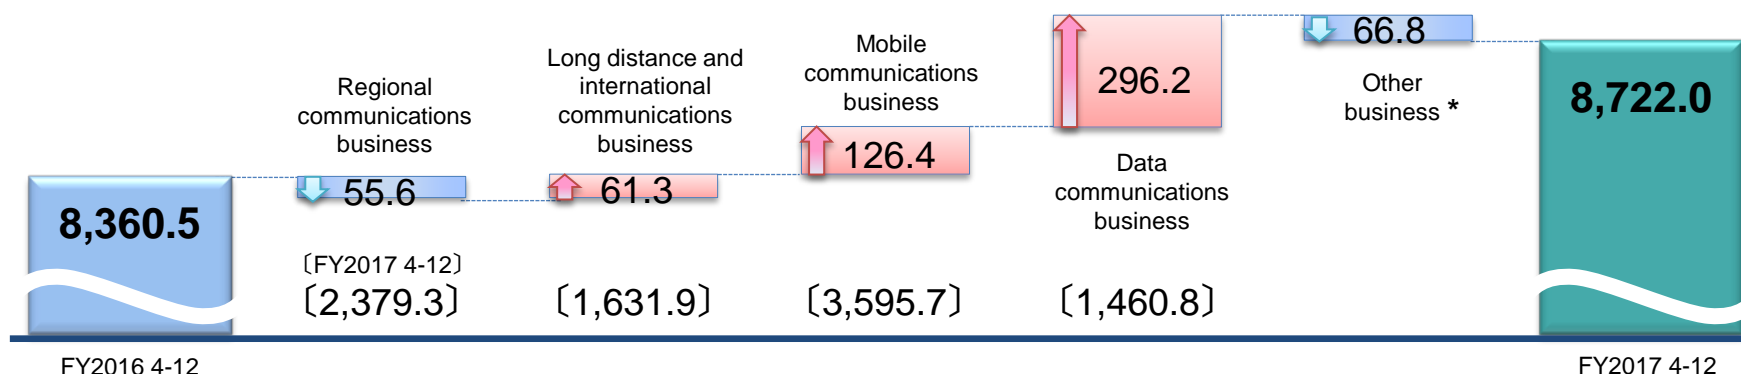 8,360.5
FY2016 4-12
Regional
communications
business
55.6
〔FY2017 4-12〕
〔2,379.3〕
Long distance and
international
communications
business
61.3
〔1,631.9〕
Mobile
communications
business
126.4
〔3,595.7〕
296.2
Data
communications
business
〔1,460.8〕
66.8
Other
business *
8,722.0
FY2017 4-12